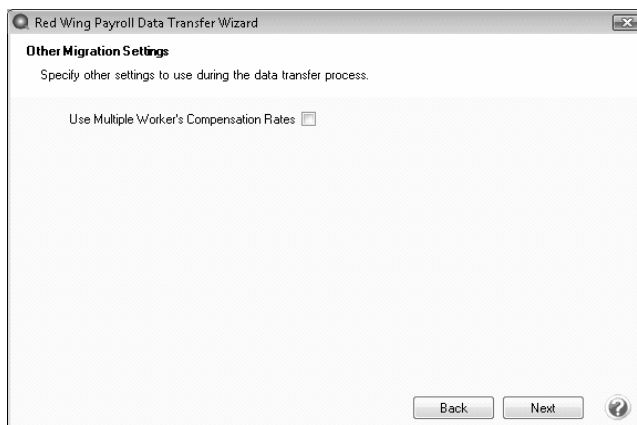 Red Wing Payroll Data Transfer Wizard
Other Migration Settings
Specify other settings to use during the data transfer process.
Use Multiple Worker's Compensation Rates
Back Next ?